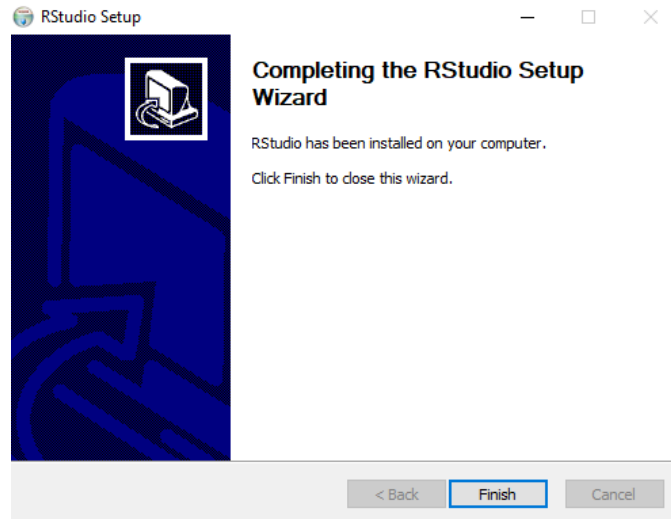 RStudio Setup
Completing the RStudio Setup
Wizard
RStudio has been installed on your computer.
Click Finish to close this wizard.
< Back
Finish
Cancel